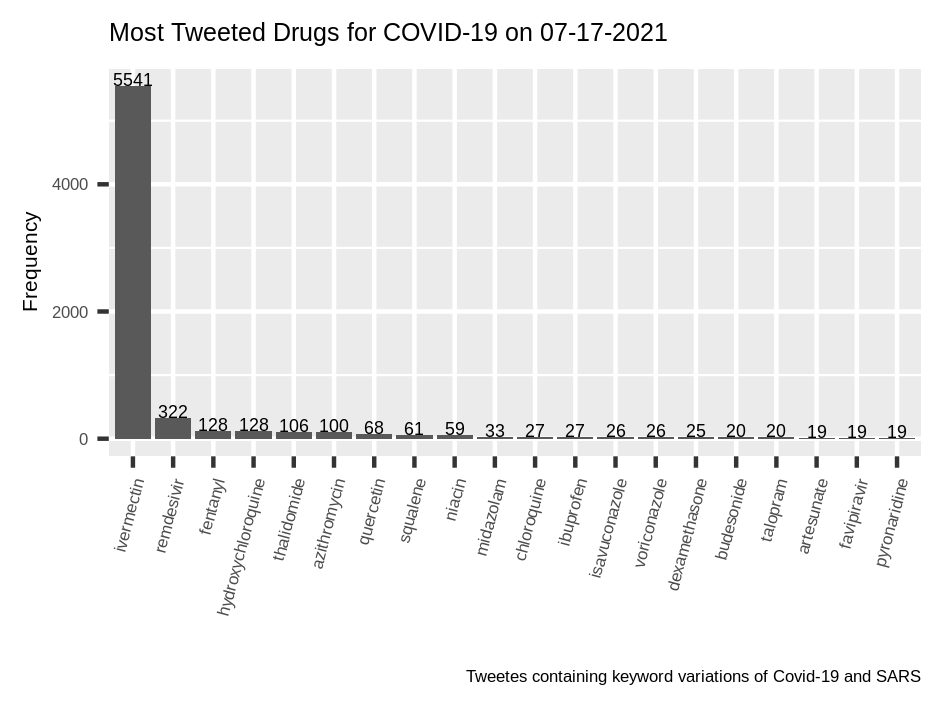 Most Tweeted Drugs for COVID-19 on 07-17-2021
Frequency
4000
2000
0
5541
322
128
128
106
100
68
61
59
33
27
27
26
26
25
20
20
19
19
19
ivermectin
remdesivir
fentanyl
hydroxychloroquine
thalidomide
azithromycin
quercetin
squalene
niacin
midazolam
chloroquine
ibuprofen
isavuconazole
voriconazole
dexamethasone
budesonide
talopram
artesunate
favipiravir
pyronaridine
Tweetes containing keyword variations of Covid-19 and SARS